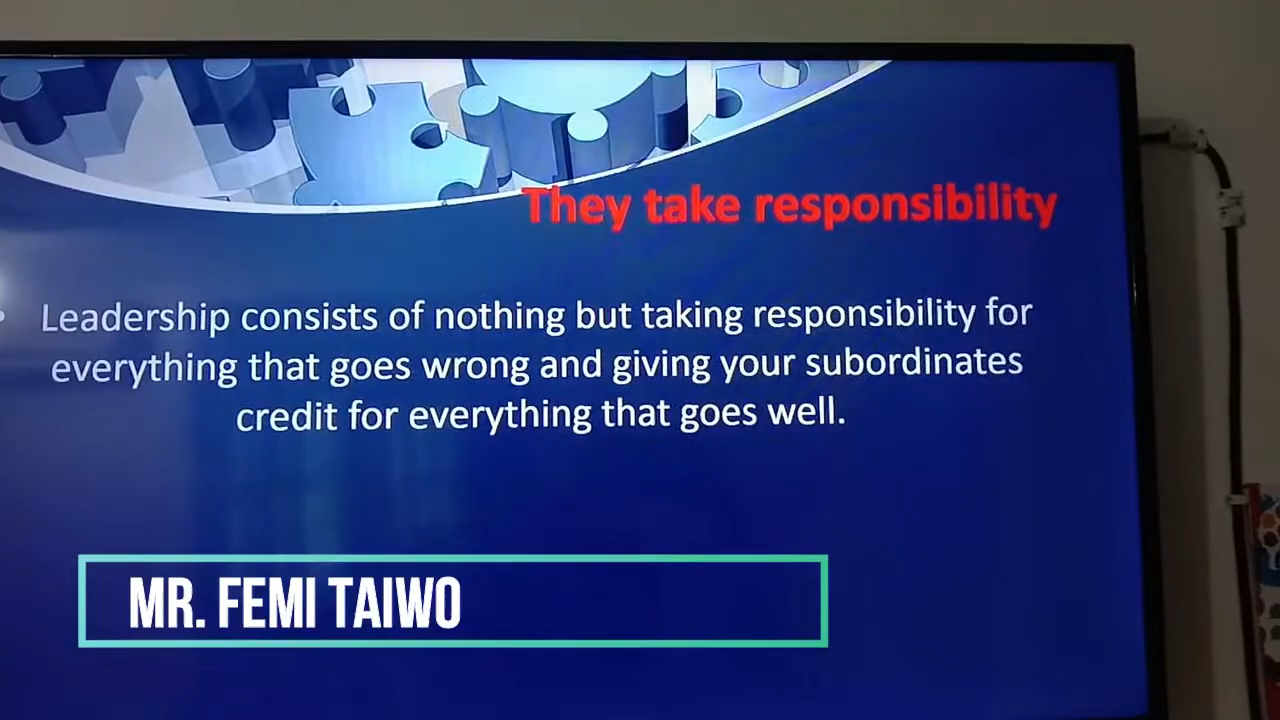 They take responsibility
• Leadership consists of nothing but taking responsibility for
everything that goes wrong and giving your subordinates
credit for everything that goes well.
MR. FEMI TAIWO